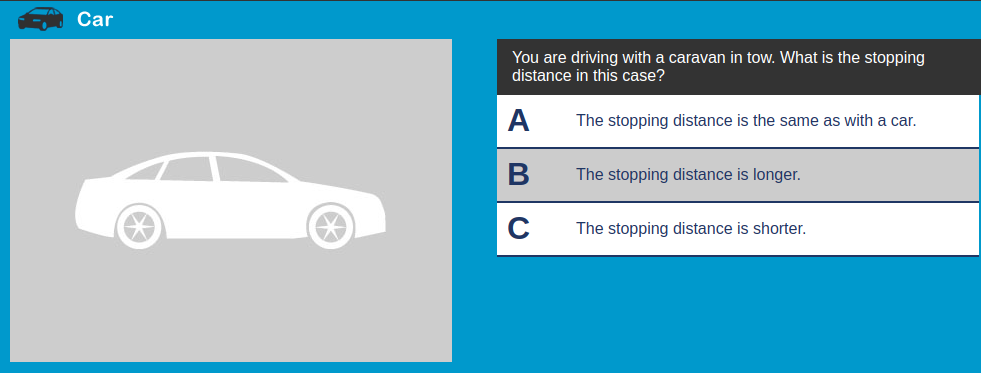 Car
You are driving with a caravan in tow. What is the stopping
distance in this case?
A The stopping distance is the same as with a car.
B The stopping distance is longer.
C The stopping distance is shorter.